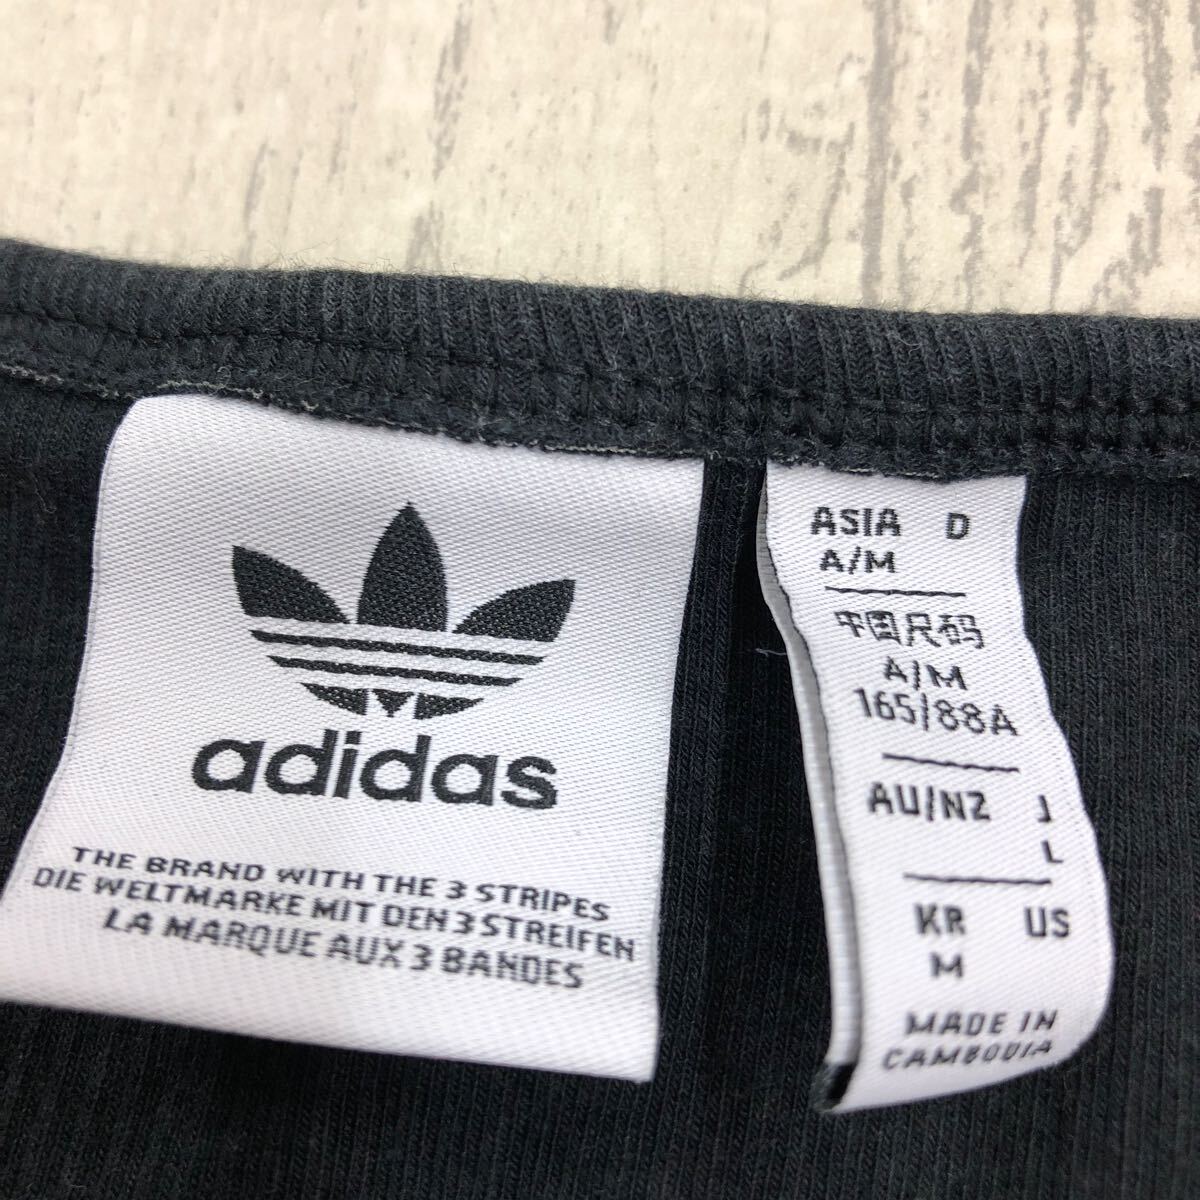 adidas
THE BRAND WITH THE 3 STRIPES
DIE WELTMARKE MIT DEN 3 STREIFEN
LA MARQUE AUX 3 BANDES
ASIA D
A/M
中国尺码
A/M
165/88A
AU/NZ J
L
KR US
M
MADE IN
CAMBODIA